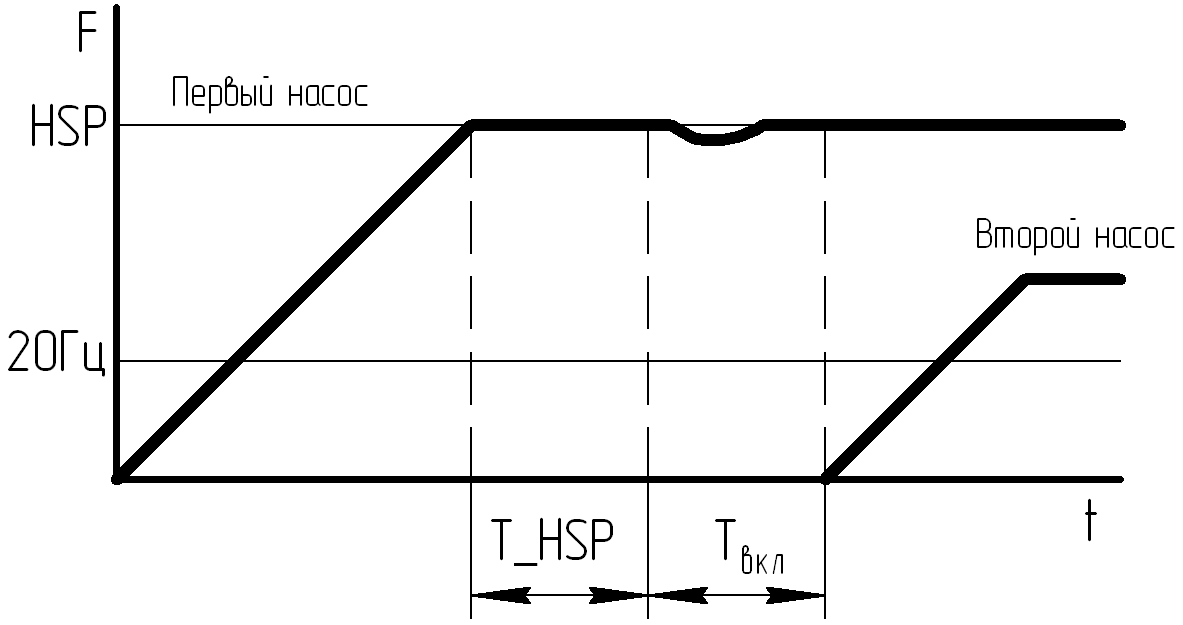 F
Первый насос
HSP
Второй насос
20Гц
t
T_HSP
Tвкл